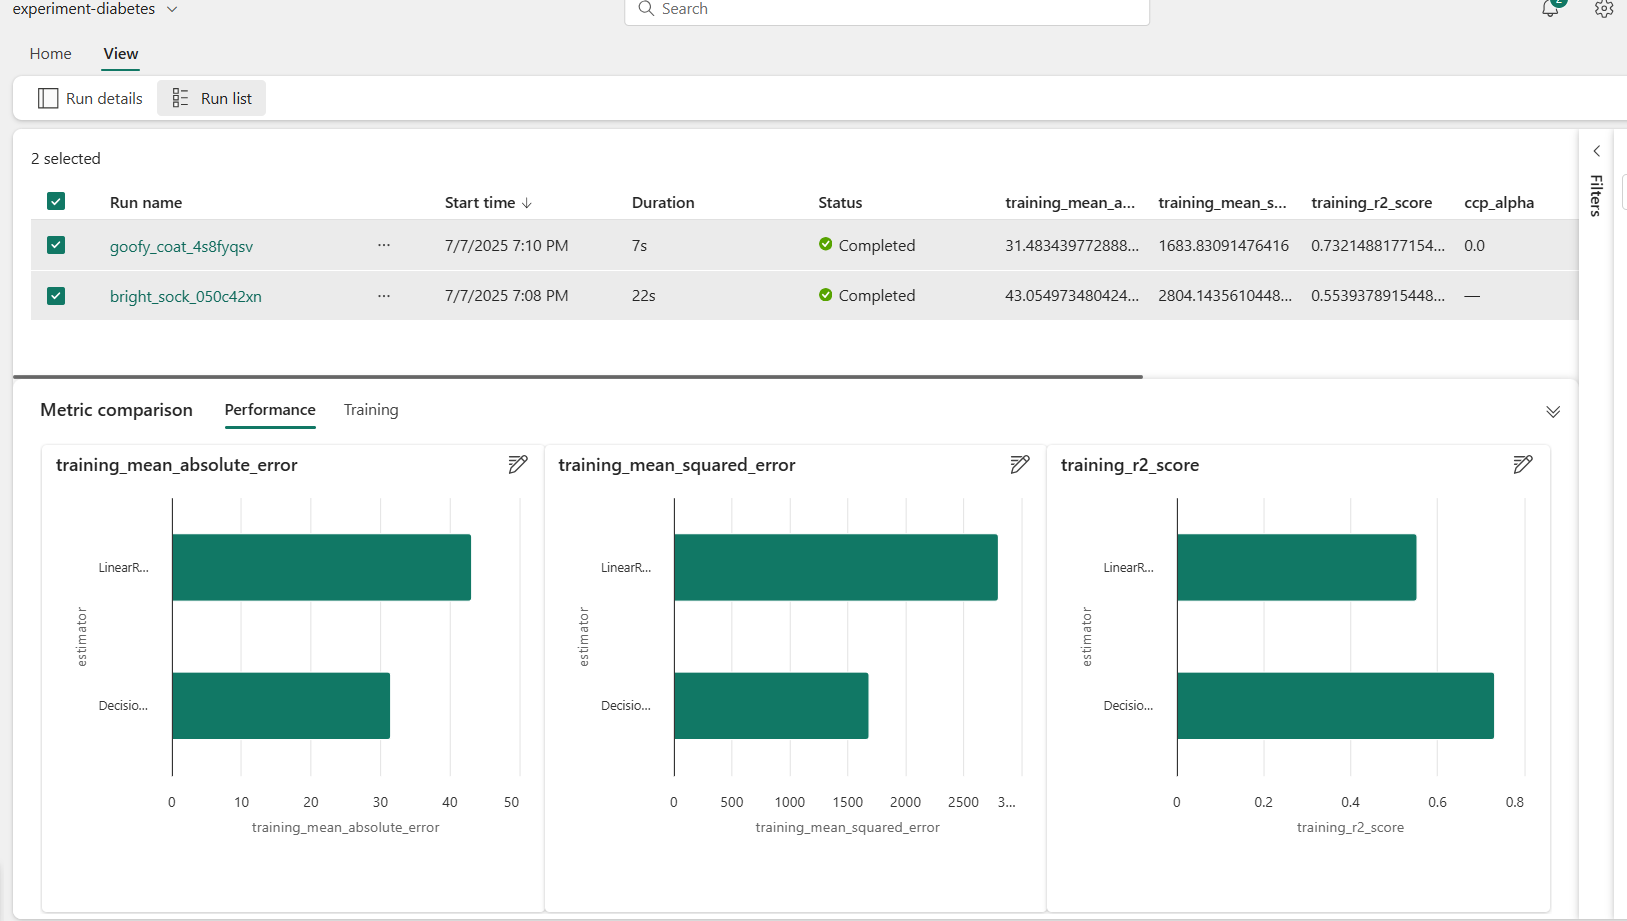 experiment-diabetes
Search
2
Home View
Run details Run list
2 selected
Filters
Run name Start time ↓ Duration Status training_mean_a... training_mean_s... training_r2_score ccp_alpha
goofy_coat_4s8fyqsv ... 7/7/2025 7:10 PM 7s Completed 31.483439772888... 1683.83091476416 0.7321488177154... 0.0
bright_sock_050c42xn ... 7/7/2025 7:08 PM 22s Completed 43.054973480424... 2804.1435610448... 0.5539378915448... —
Metric comparison Performance Training
training_mean_absolute_error
LinearR...
estimator
Decisio...
0 10 20 30 40 50
training_mean_absolute_error
training_mean_squared_error
LinearR...
estimator
Decisio...
0 500 1000 1500 2000 2500 3...
training_mean_squared_error
training_r2_score
LinearR...
estimator
Decisio...
0 0.2 0.4 0.6 0.8
training_r2_score